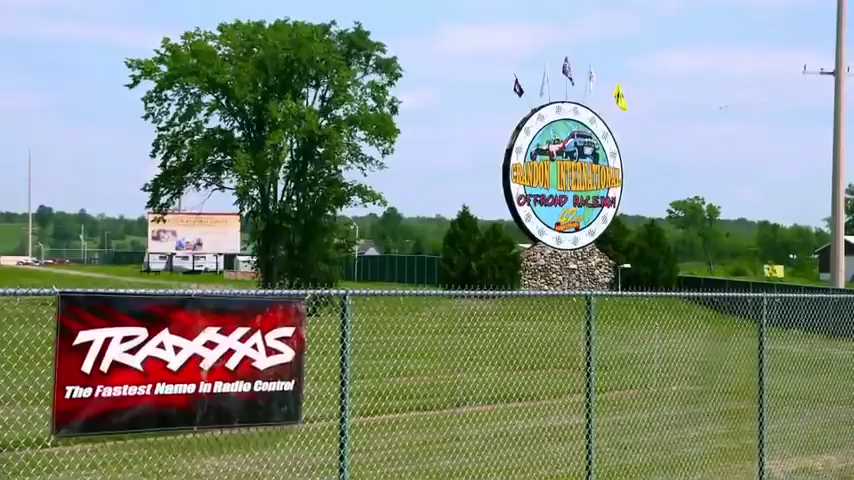 CRANDON INTERNATIONAL
OFFROAD RACEWAY
TRAXXAS
The Fastest Name in Radio Control